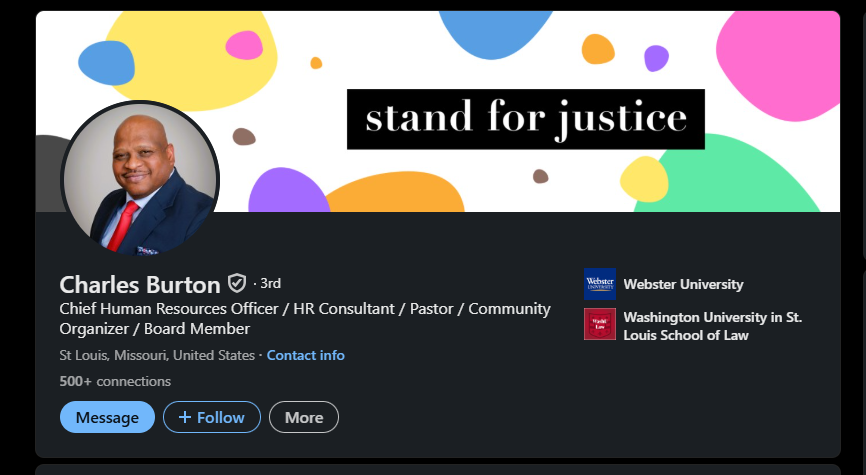 stand for justice
Charles Burton · 3rd
Chief Human Resources Officer / HR Consultant / Pastor / Community
Organizer / Board Member
St Louis, Missouri, United States · Contact info
500+ connections
Message
+ Follow
More
Webster
UNIVERSITY
Webster University
WashU
Law
Washington University in St.
Louis School of Law